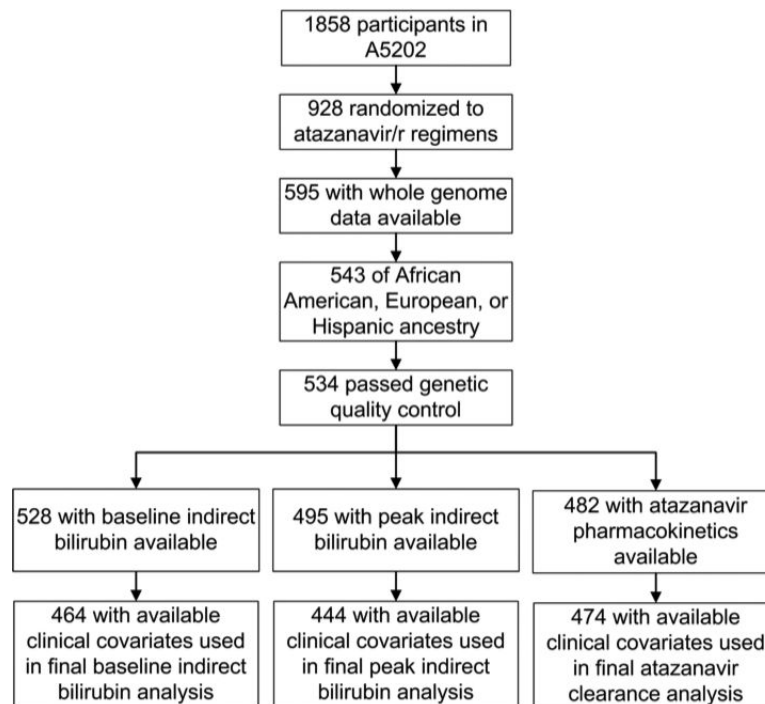 1858 participants in
A5202
928 randomized to
atazanavir/r regimens
595 with whole genome
data available
543 of African
American, European, or
Hispanic ancestry
534 passed genetic
quality control
528 with baseline indirect
bilirubin available
495 with peak indirect
bilirubin available
482 with atazanavir
pharmacokinetics
available
464 with available
clinical covariates used
in final baseline indirect
bilirubin analysis
444 with available
clinical covariates used
in final peak indirect
bilirubin analysis
474 with available
clinical covariates used
in final atazanavir
clearance analysis